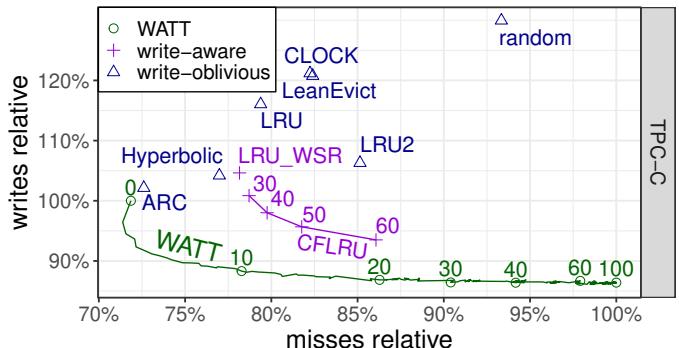 WATT
write-aware
write-oblivious
random
CLOCK
LeanEvict
LRU
LRU2
Hyperbolic
LRU_WSR
30
40
50
60
CFLRU
0
ARC
WATT
10
20
30
40
60
100
120%
110%
100%
90%
writes relative
TPC-C
70%
75%
80%
85%
90%
95%
100%
misses relative